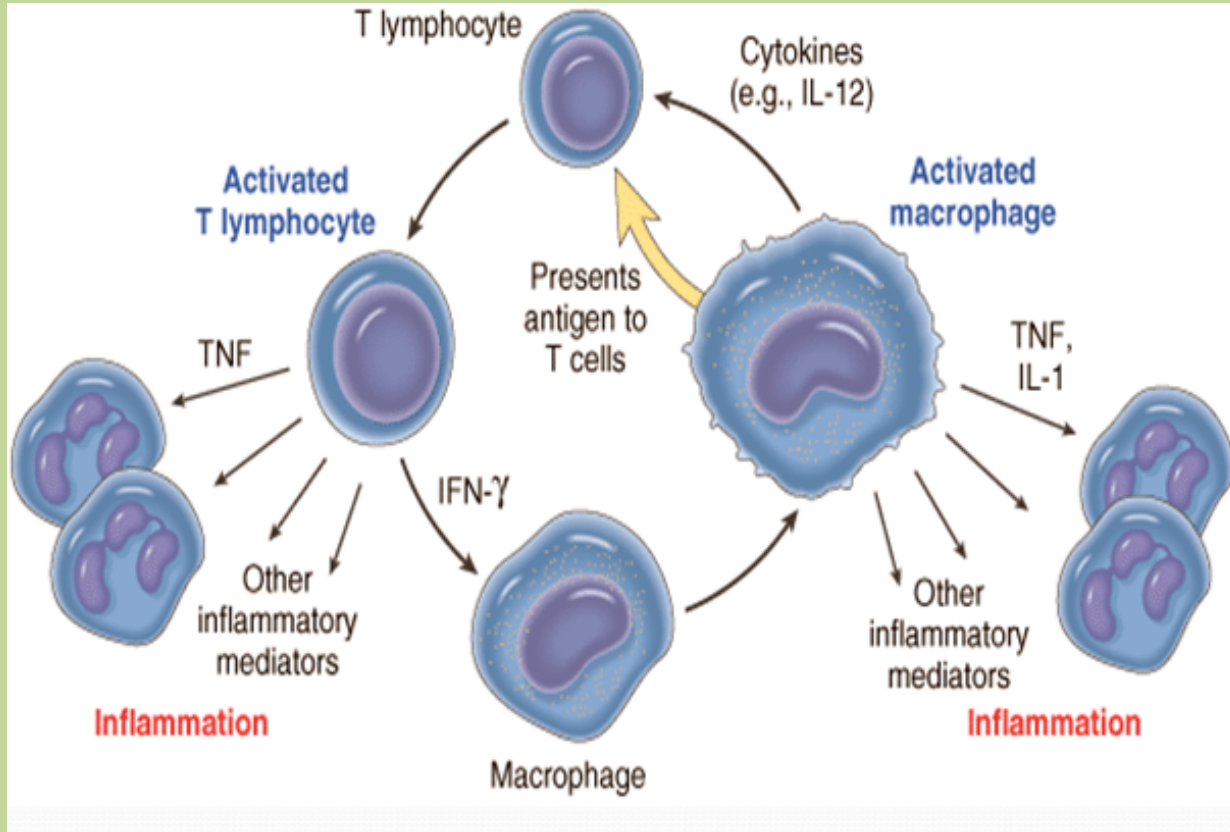 T lymphocyte
Cytokines
(e.g., IL-12)
Activated
T lymphocyte
Activated
macrophage
Presents
antigen to
T cells
TNF
TNF,
IL-1
IFN-γ
Other
inflammatory
mediators
Other
inflammatory
mediators
Inflammation
Inflammation
Macrophage